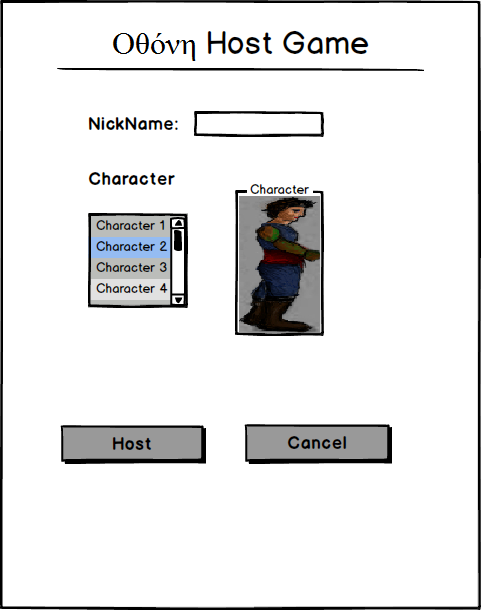 Οθόνη Host Game
NickName:
Character
Character
Character 1
Character 2
Character 3
Character 4
Host
Cancel